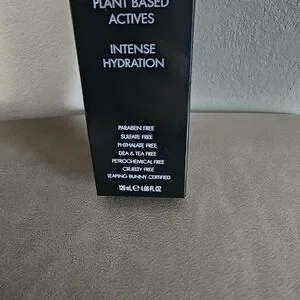 PLANT BASED
ACTIVES
INTENSE
HYDRATION
PARABEN FREE
SULFATE FREE
PHTHALATE FREE
DEA & TEA FREE
PETROCHEMICAL FREE
CRUELTY FREE
LEAPING BUNNY CERTIFIED
120 mL ℮ 4.06 FL OZ